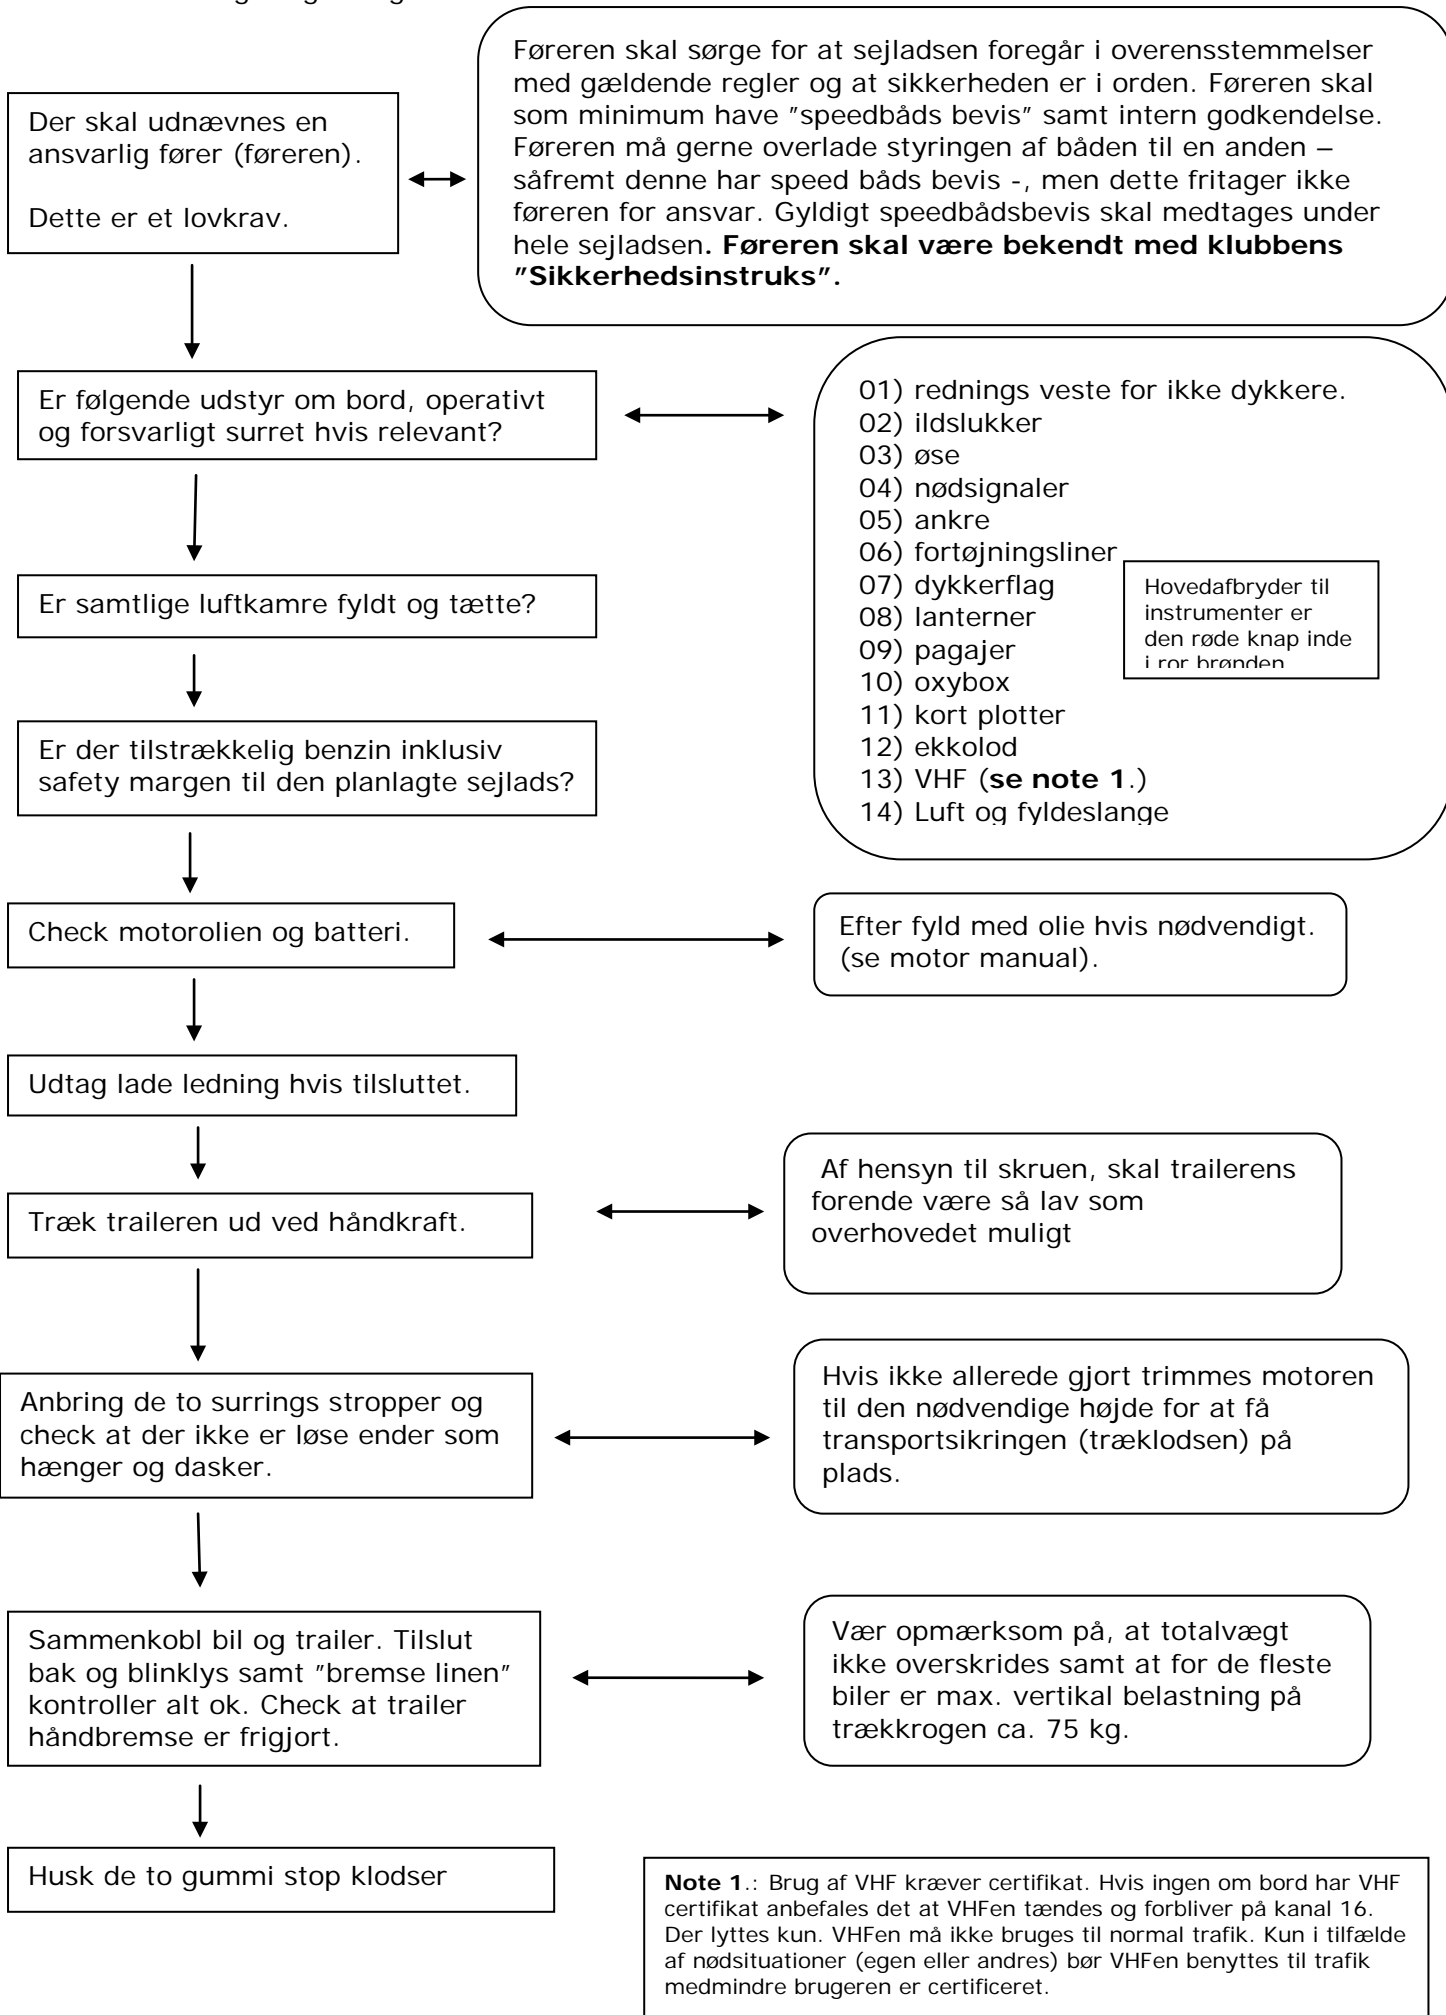 Der skal udnævnes en
ansvarlig fører (føreren).
Dette er et lovkrav.
Føreren skal sørge for at sejladsen foregår i overensstemmelser
med gældende regler og at sikkerheden er i orden. Føreren skal
som minimum have ”speedbåds bevis” samt intern godkendelse.
Føreren må gerne overlade styringen af båden til en anden –
såfremt denne har speed båds bevis -, men dette fritager ikke
føreren for ansvar. Gyldigt speedbådsbevis skal medtages under
hele sejladsen. Føreren skal være bekendt med klubbens
”Sikkerhedsinstruks”.
Er følgende udstyr om bord, operativt
og forsvarligt surret hvis relevant?
01) rednings veste for ikke dykkere.
02) ildslukker
03) øse
04) nødsignaler
05) ankre
06) fortøjningsliner
07) dykkerflag
08) lanterner
09) pagajer
10) oxybox
11) kort plotter
12) ekkolod
13) VHF (se note 1.)
14) Luft og fyldeslange
Hovedafbryder til
instrumenter er
den røde knap inde
i ror brønden
Er samtlige luftkamre fyldt og tætte?
Er der tilstrækkelig benzin inklusiv
safety margen til den planlagte sejlads?
Check motorolien og batteri.
Efter fyld med olie hvis nødvendigt.
(se motor manual).
Udtag lade ledning hvis tilsluttet.
Træk traileren ud ved håndkraft.
Af hensyn til skruen, skal trailerens
forende være så lav som
overhovedet muligt
Anbring de to surrings stropper og
check at der ikke er løse ender som
hænger og dasker.
Hvis ikke allerede gjort trimmes motoren
til den nødvendige højde for at få
transportsikringen (træklodsen) på
plads.
Sammenkobl bil og trailer. Tilslut
bak og blinklys samt ”bremse linen”
kontroller alt ok. Check at trailer
håndbremse er frigjort.
Vær opmærksom på, at totalvægt
ikke overskrides samt at for de fleste
biler er max. vertikal belastning på
trækkrogen ca. 75 kg.
Husk de to gummi stop klodser
Note 1.: Brug af VHF kræver certifikat. Hvis ingen om bord har VHF
certifikat anbefales det at VHFen tændes og forbliver på kanal 16.
Der lyttes kun. VHFen må ikke bruges til normal trafik. Kun i tilfælde
af nødsituationer (egen eller andres) bør VHFen benyttes til trafik
medmindre brugeren er certificeret.